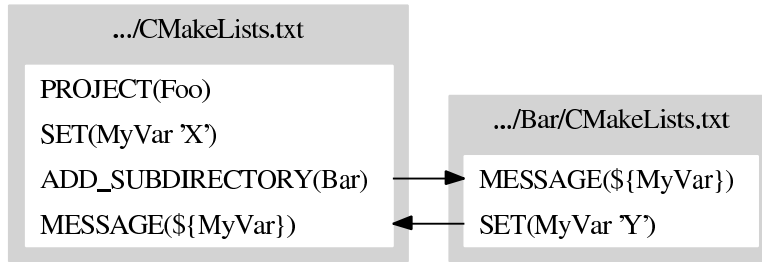 .../CMakeLists.txt
PROJECT(Foo)
SET(MyVar ’X’)
ADD_SUBDIRECTORY(Bar)
MESSAGE(${MyVar})
.../Bar/CMakeLists.txt
MESSAGE(${MyVar})
SET(MyVar ’Y’)